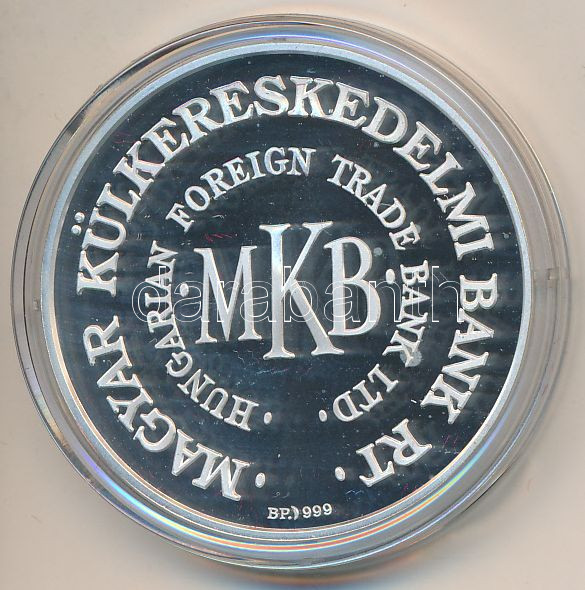 · MAGYAR KÜLKERESKEDELMI BANK RT ·
· HUNGARIAN FOREIGN TRADE BANK LTD ·
· MKB ·
BP.) 999